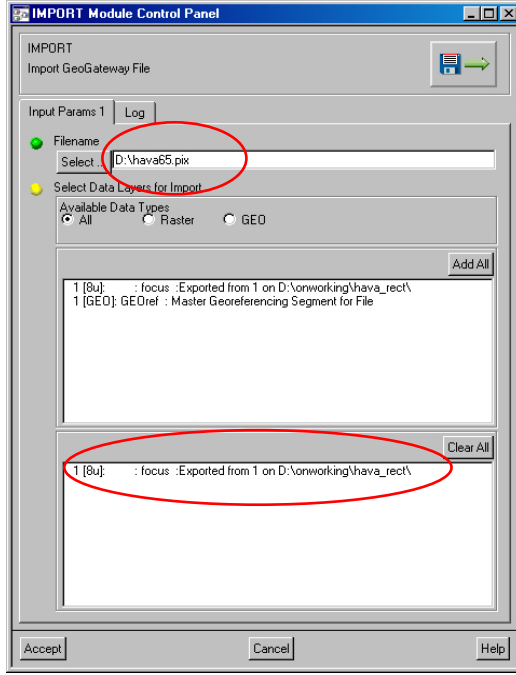 IMPORT Module Control Panel
IMPORT
Import GeoGateway File
Input Params 1 Log
Filename
Select .. D:\hava65.pix
Select Data Layers for Import
Available Data Types
All Raster GEO
Add All
1 [8u]: : focus :Exported from 1 on D:\onworking\hava_rect\
1 [GEO]: GEOref : Master Georeferencing Segment for File
Clear All
1 [8u]: : focus :Exported from 1 on D:\onworking\hava_rect\
Accept Cancel Help